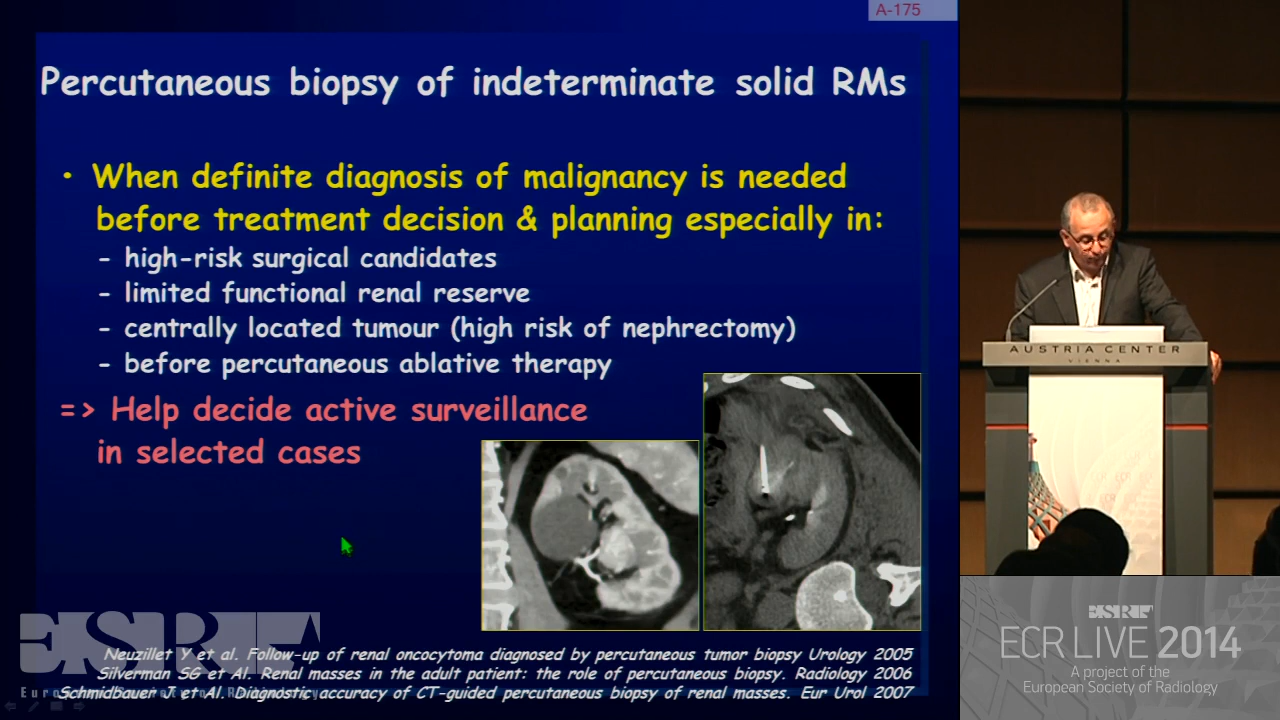 A-175
Percutaneous biopsy of indeterminate solid RMs
• When definite diagnosis of malignancy is needed
before treatment decision & planning especially in:
- high-risk surgical candidates
- limited functional renal reserve
- centrally located tumour (high risk of nephrectomy)
- before percutaneous ablative therapy
=> Help decide active surveillance
in selected cases
Neuzillet Y et al. Follow-up of renal oncocytoma diagnosed by percutaneous tumor biopsy Urology 2005
Silverman SG et Al. Renal masses in the adult patient: the role of percutaneous biopsy. Radiology 2006
Schmidbauer J et Al. Diagnostic accuracy of CT-guided percutaneous biopsy of renal masses. Eur Urol 2007
AUSTRIA CENTER
VIENNA
ESRF
ECR LIVE 2014
A project of the
European Society of Radiology